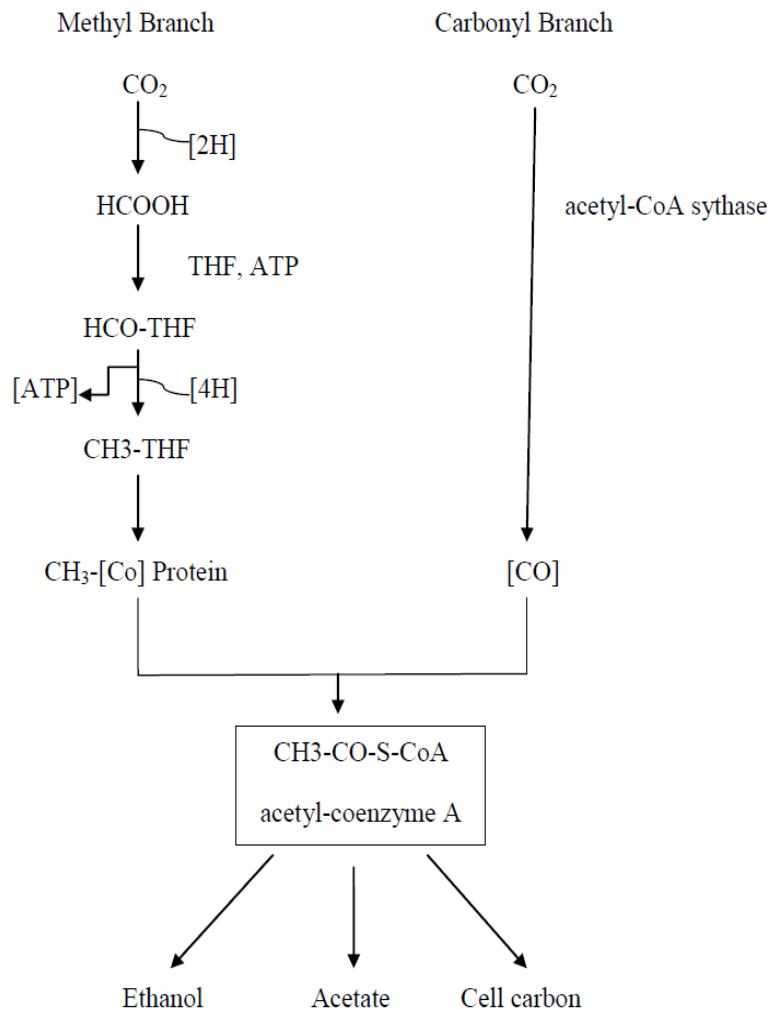 Methyl Branch
Carbonyl Branch
CO₂
CO₂
[2H]
HCOOH
acetyl-CoA sythase
THF, ATP
HCO-THF
[ATP]
[4H]
CH3-THF
CH₃-[Co] Protein
[CO]
CH3-CO-S-CoA
acetyl-coenzyme A
Ethanol
Acetate
Cell carbon